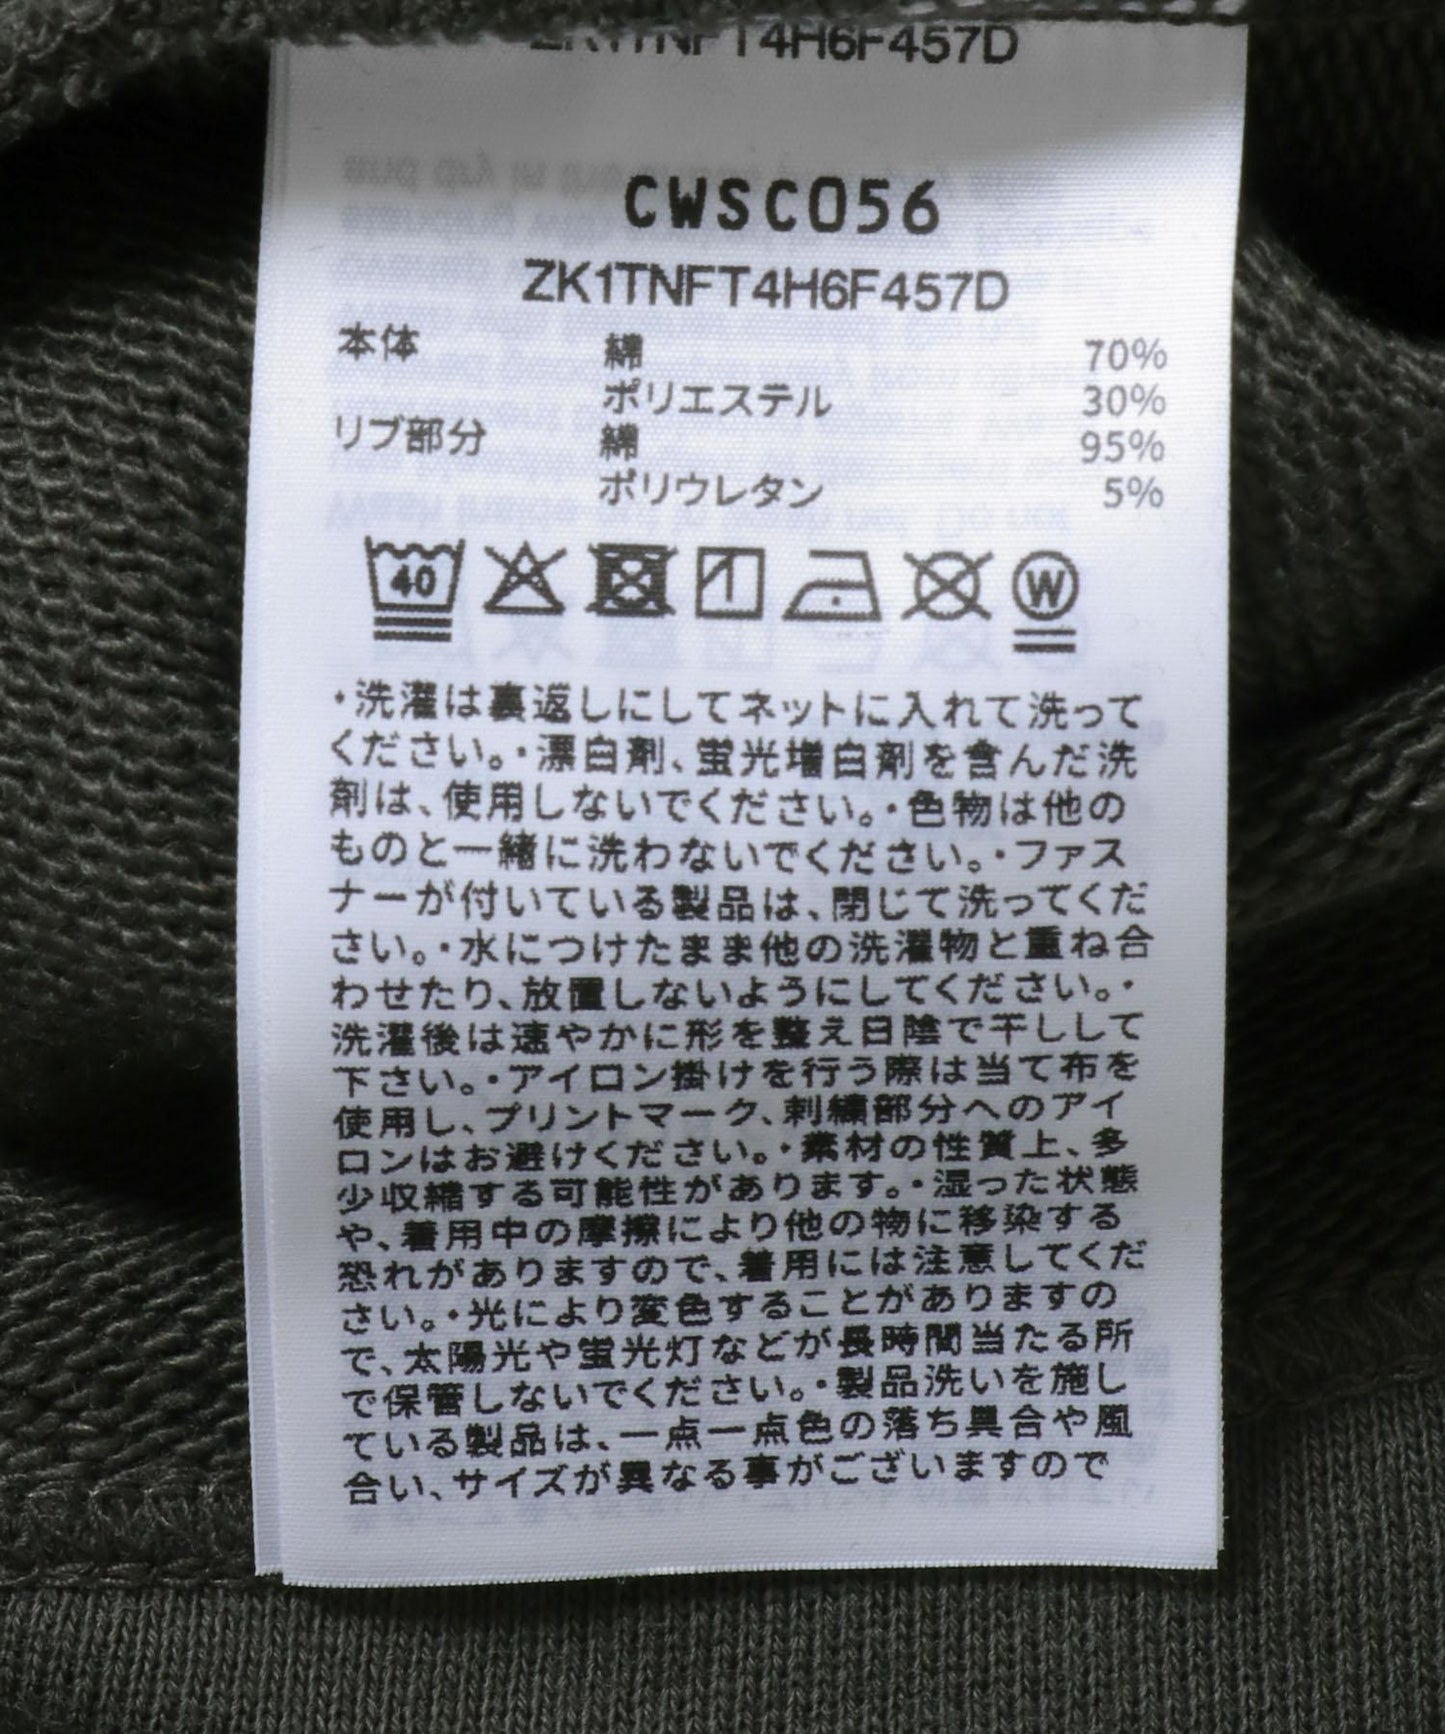 ZK1TNFT4H6F457D
CWSC056
ZK1TNFT4H6F457D
本体 綿 70%
ポリエステル 30%
リブ部分 綿 95%
ポリウレタン 5%
40 W
・洗濯は裏返しにしてネットに入れて洗って
ください。・漂白剤、蛍光増白剤を含んだ洗
剤は、使用しないでください。・色物は他の
ものと一緒に洗わないでください。・ファス
ナーが付いている製品は、閉じて洗ってくだ
さい。・水につけたまま他の洗濯物と重ね合
わせたり、放置しないようにしてください。・
洗濯後は速やかに形を整え日陰で干しして
下さい。・アイロン掛けを行う際は当て布を
使用し、プリントマーク、刺繍部分へのアイ
ロンはお避けください。・素材の性質上、多
少収縮する可能性があります。・湿った状態
や、着用中の摩擦により他の物に移染する
恐れがありますので、着用には注意してくだ
さい。・光により変色することがありますの
で、太陽光や蛍光灯などが長時間当たる所
で保管しないでください。・製品洗いを施し
ている製品は、一点一点色の落ち具合や風
合い、サイズが異なる事がございますので